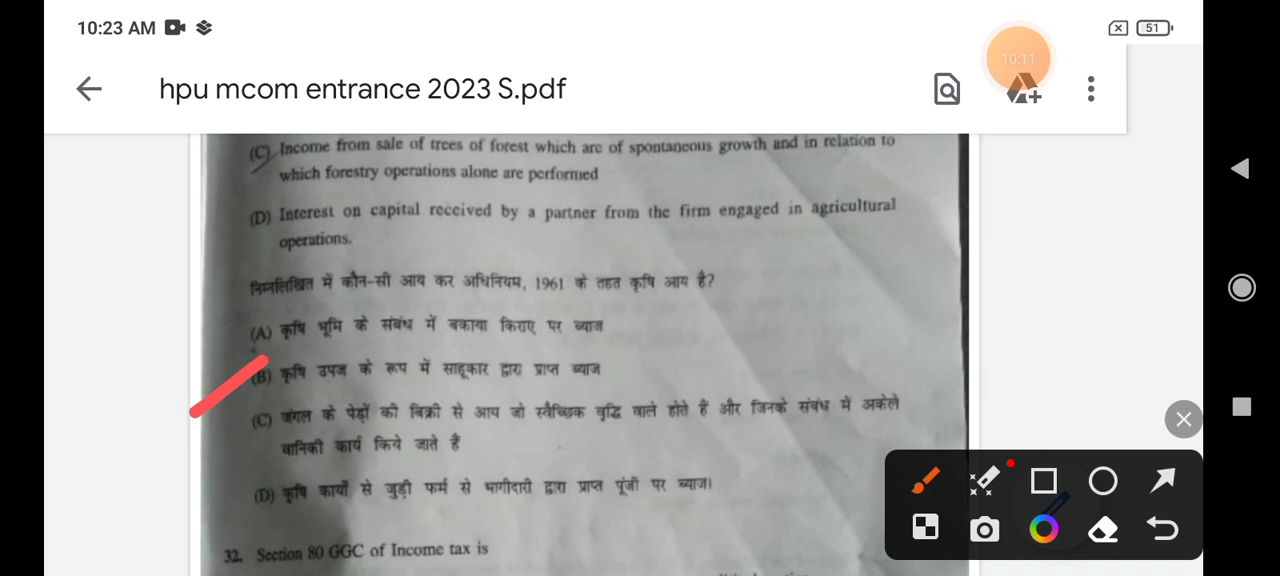 10:23 AM
51
10:11
hpu mcom entrance 2023 S.pdf
(C) Income from sale of trees of forest which are of spontaneous growth and in relation to
which forestry operations alone are performed
(D) Interest on capital received by a partner from the firm engaged in agricultural
operations.
निम्नलिखित में कौन-सी आय कर अधिनियम, 1961 के तहत कृषि आय है?
(A) कृषि भूमि के संबंध में बकाया किराए पर ब्याज
(B) कृषि उपज के रूप में साहूकार द्वारा प्राप्त ब्याज
(C) जंगल के पेड़ों की बिक्री से आय जो स्वैच्छिक वृद्धि वाले होते हैं और जिनके संबंध में अकेले
वानिकी कार्य किये जाते हैं
(D) कृषि कार्यों से जुड़ी फर्म से भागीदारी द्वारा प्राप्त पूंजी पर ब्याज।
32. Section 80 GGC of Income tax is